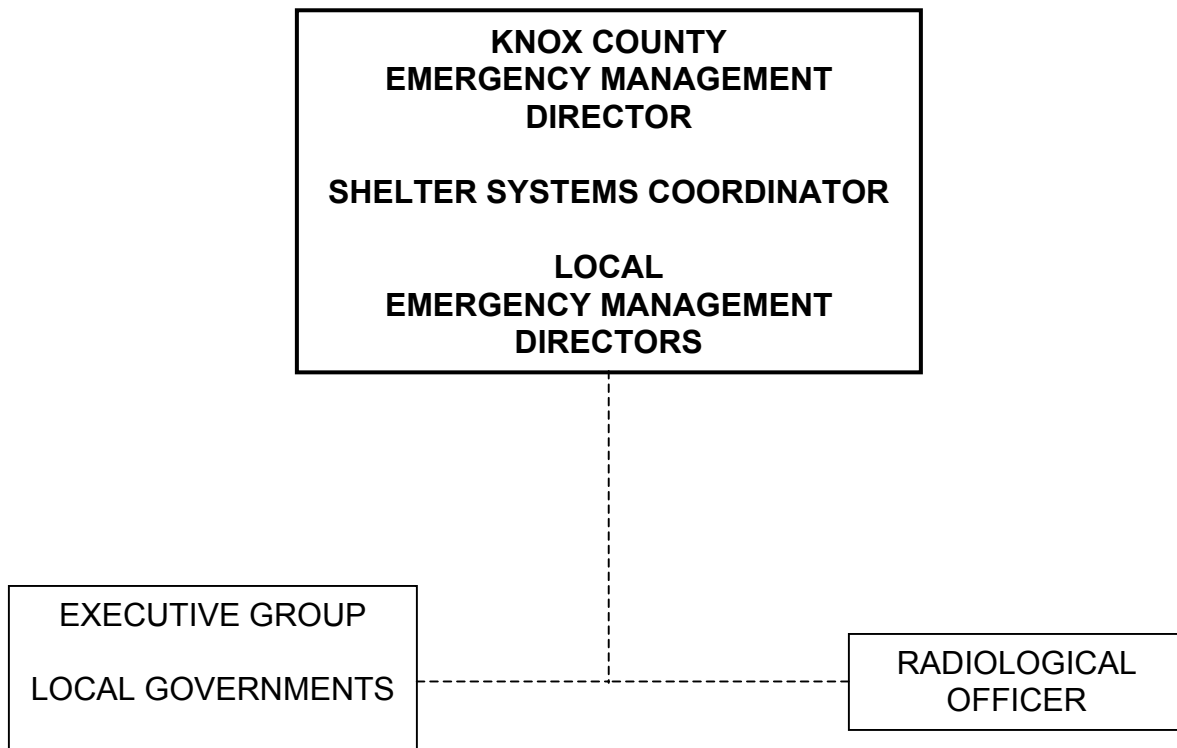 KNOX COUNTY
EMERGENCY MANAGEMENT
DIRECTOR
SHELTER SYSTEMS COORDINATOR
LOCAL
EMERGENCY MANAGEMENT
DIRECTORS
EXECUTIVE GROUP
LOCAL GOVERNMENTS
RADIOLOGICAL
OFFICER